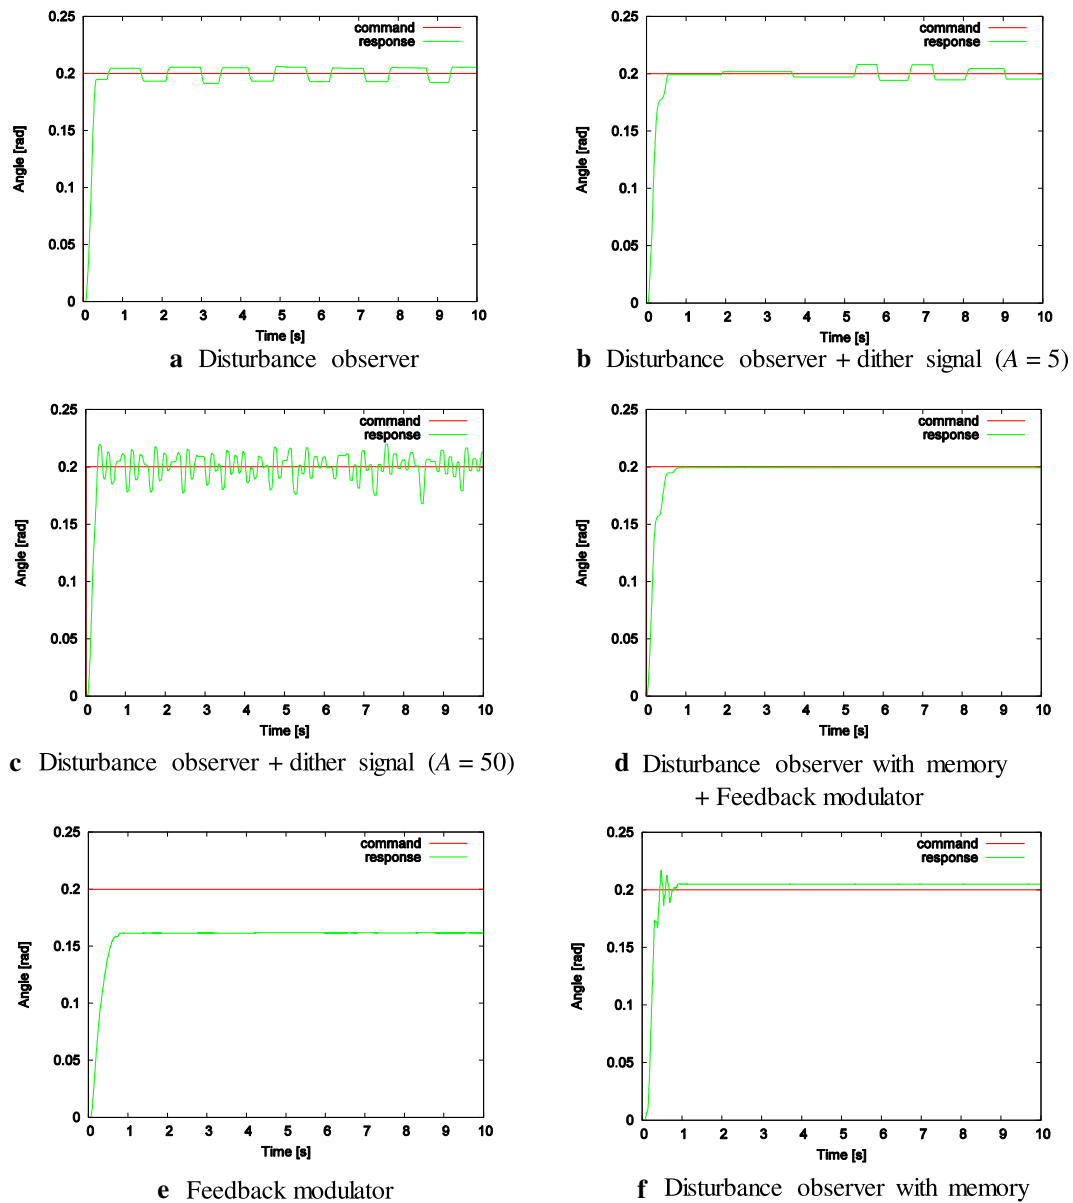 0.25
0.2
0.15
0.1
0.05
0
Angle [rad]
command
response
0 1 2 3 4 5 6 7 8 9 10
Time [s]
a Disturbance observer
0.25
0.2
0.15
0.1
0.05
0
Angle [rad]
command
response
0 1 2 3 4 5 6 7 8 9 10
Time [s]
b Disturbance observer + dither signal (A = 5)
0.25
0.2
0.15
0.1
0.05
0
Angle [rad]
command
response
0 1 2 3 4 5 6 7 8 9 10
Time [s]
c Disturbance observer + dither signal (A = 50)
0.25
0.2
0.15
0.1
0.05
0
Angle [rad]
command
response
0 1 2 3 4 5 6 7 8 9 10
Time [s]
d Disturbance observer with memory
+ Feedback modulator
0.25
0.2
0.15
0.1
0.05
0
Angle [rad]
command
response
0 1 2 3 4 5 6 7 8 9 10
Time [s]
e Feedback modulator
0.25
0.2
0.15
0.1
0.05
0
Angle [rad]
command
response
0 1 2 3 4 5 6 7 8 9 10
Time [s]
f Disturbance observer with memory